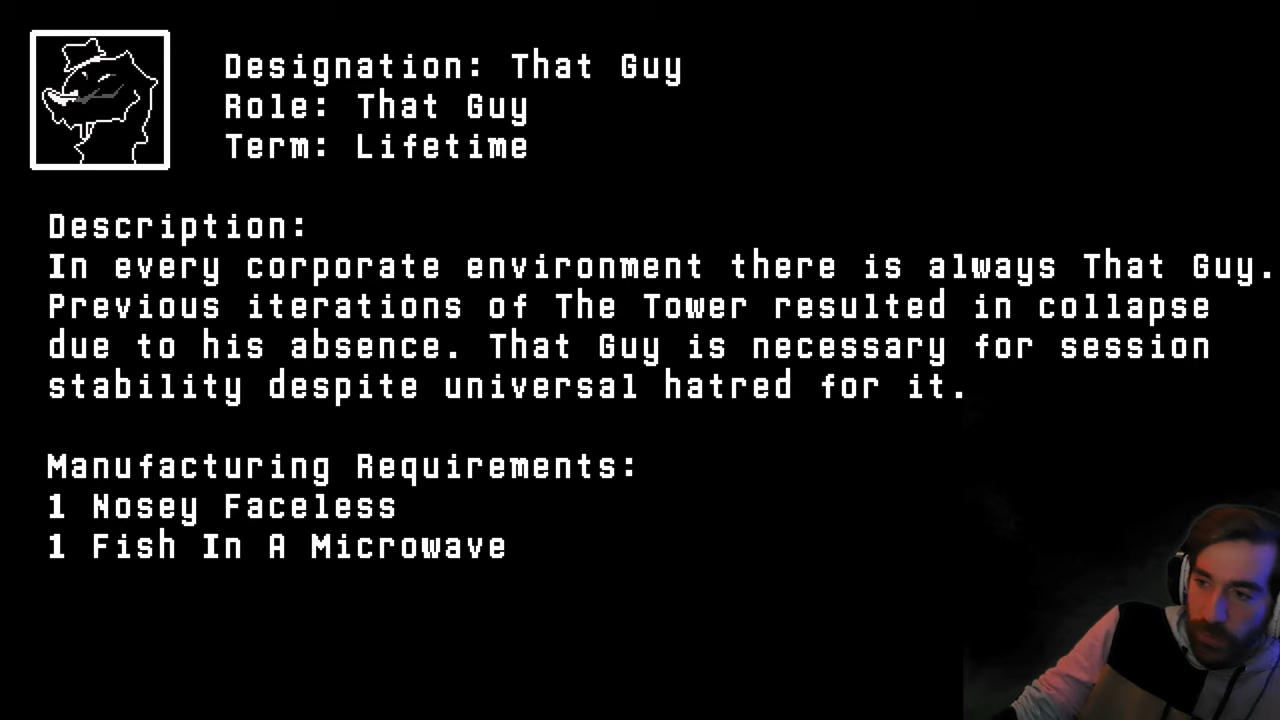 Designation: That Guy
Role: That Guy
Term: Lifetime
Description:
In every corporate environment there is always That Guy.
Previous iterations of The Tower resulted in collapse
due to his absence. That Guy is necessary for session
stability despite universal hatred for it.
Manufacturing Requirements:
1 Nosey Faceless
1 Fish In A Microwave